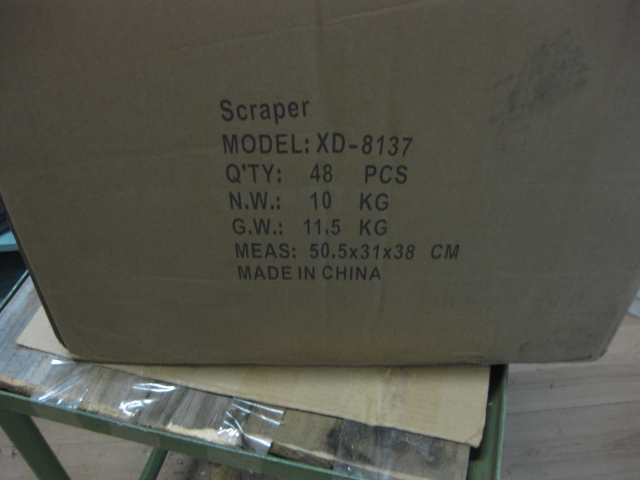 Scraper
MODEL: XD-8137
Q'TY: 48 PCS
N.W.: 10 KG
G.W.: 11.5 KG
MEAS: 50.5x31x38 CM
MADE IN CHINA